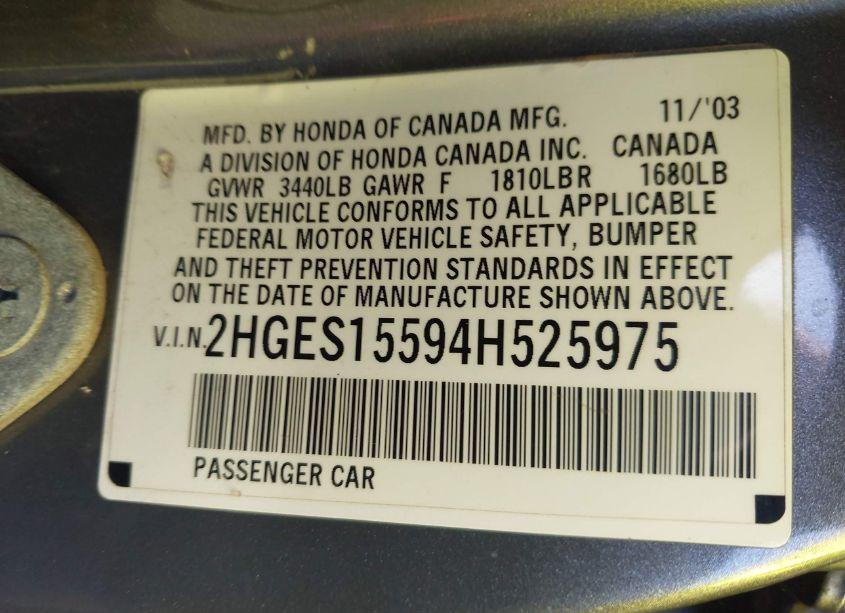 MFD. BY HONDA OF CANADA MFG. 11/'03
A DIVISION OF HONDA CANADA INC. CANADA
GVWR 3440LB GAWR F 1810LB R 1680LB
THIS VEHICLE CONFORMS TO ALL APPLICABLE
FEDERAL MOTOR VEHICLE SAFETY, BUMPER
AND THEFT PREVENTION STANDARDS IN EFFECT
ON THE DATE OF MANUFACTURE SHOWN ABOVE.
V.I.N. 2HGES15594H525975
PASSENGER CAR